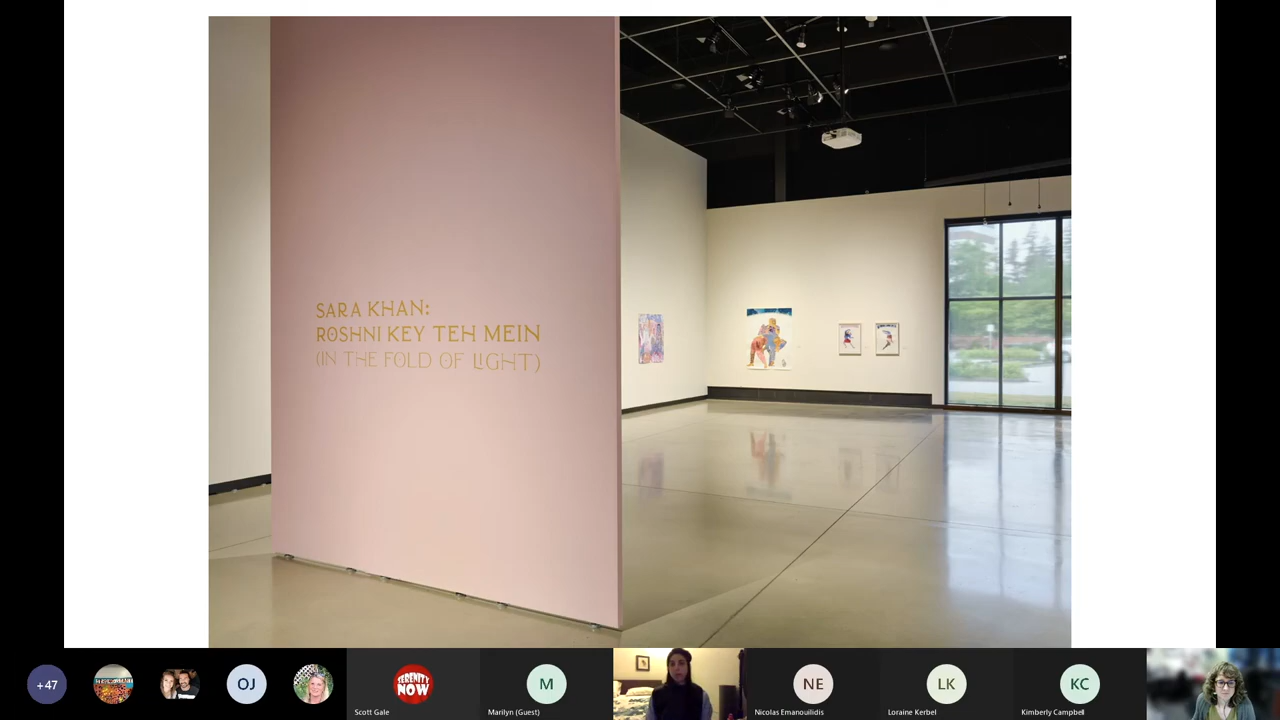 SARA KHAN:
ROSHNI KEY TEH MEIN
(IN THE FOLD OF LIGHT)
+47
OJ
SERENITY
NOW
Scott Gale
M
Marilyn (Guest)
NE
Nicolas Emanouilidis
LK
Loraine Kerbel
KC
Kimberly Campbell